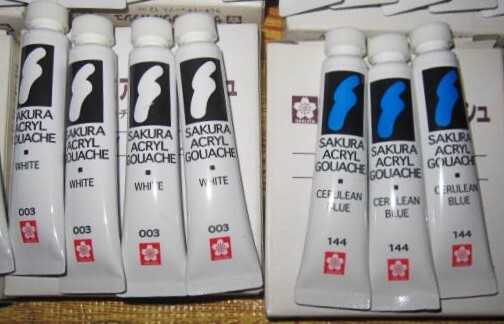 SAKURA
ACRYL
GOUACHE
WHITE
003
SAKURA
ACRYL
GOUACHE
WHITE
003
SAKURA
ACRYL
GOUACHE
WHITE
003
SAKURA
ACRYL
GOUACHE
WHITE
003
SAKURA
ACRYL
GOUACHE
CERULEAN
BLUE
144
SAKURA
ACRYL
GOUACHE
CERULEAN
BLUE
144
SAKURA
ACRYL
GOUACHE
CERULEAN
BLUE
144
シュ